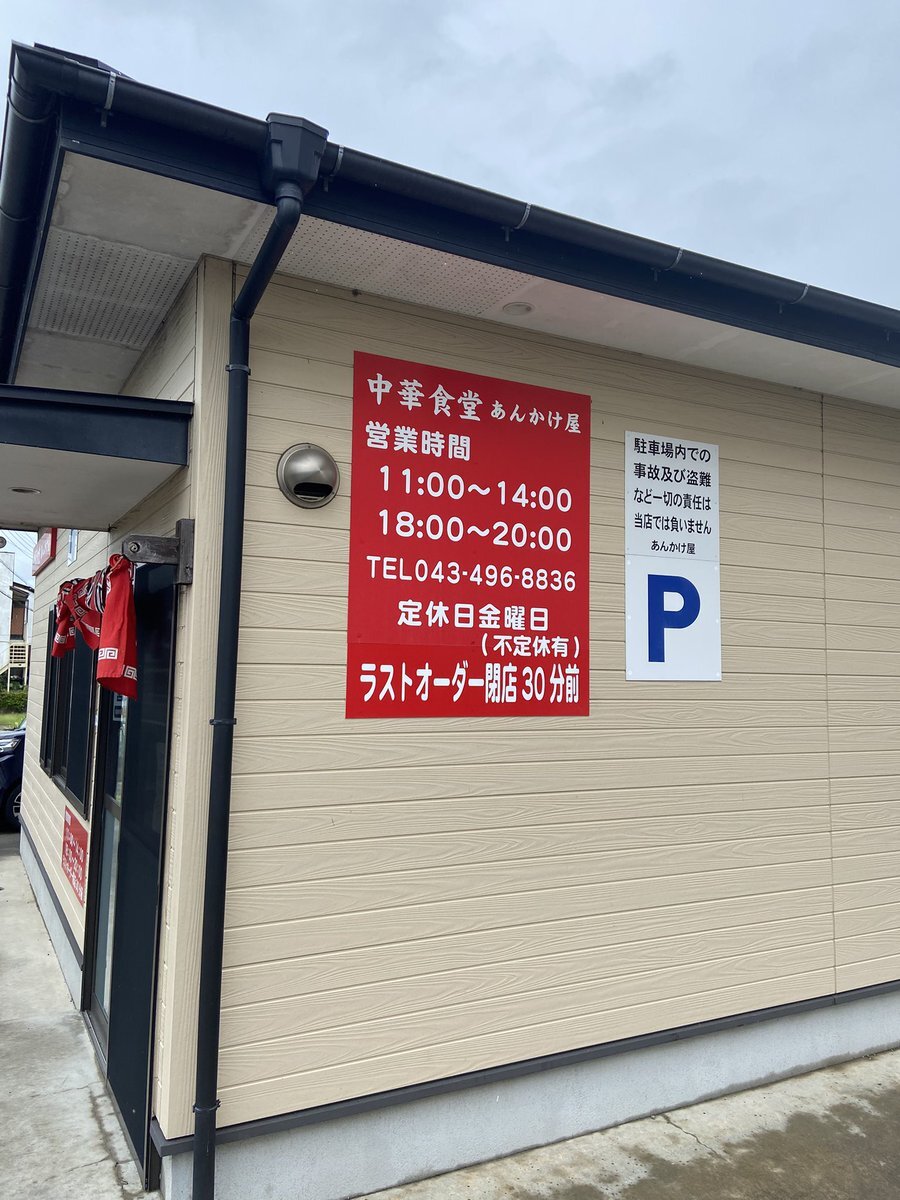 中華食堂 あんかけ屋
営業時間
11:00～14:00
18:00～20:00
TEL043-496-8836
定休日金曜日
(不定休有)
ラストオーダー閉店30分前
駐車場内での
事故及び盗難
など一切の責任は
当店では負いません
あんかけ屋
P